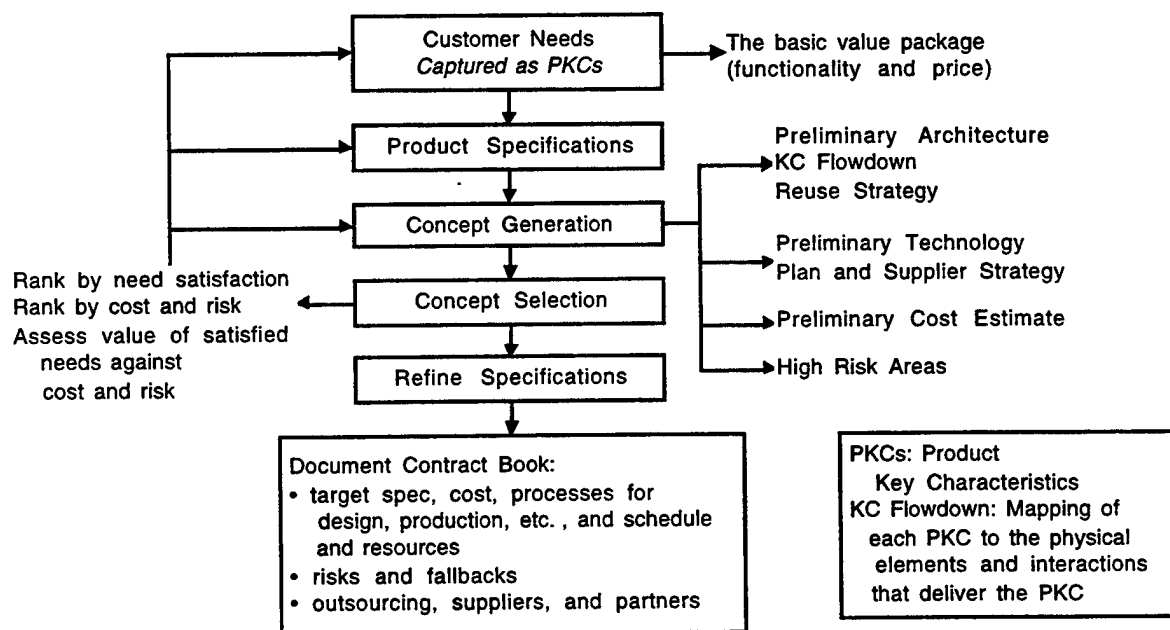 Customer Needs
Captured as PKCs
The basic value package
(functionality and price)
Product Specifications
Preliminary Architecture
KC Flowdown
Reuse Strategy
Concept Generation
Preliminary Technology
Plan and Supplier Strategy
Rank by need satisfaction
Rank by cost and risk
Assess value of satisfied
needs against
cost and risk
Concept Selection
Preliminary Cost Estimate
Refine Specifications
High Risk Areas
Document Contract Book:
• target spec, cost, processes for
design, production, etc., and schedule
and resources
• risks and fallbacks
• outsourcing, suppliers, and partners
PKCs: Product
Key Characteristics
KC Flowdown: Mapping of
each PKC to the physical
elements and interactions
that deliver the PKC